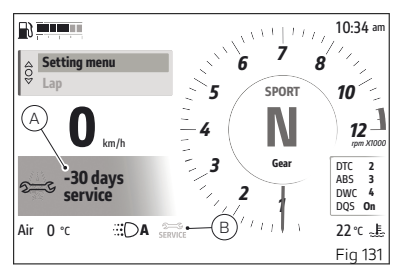 10:34 am
Setting menu
Lap
A
0 km/h
-30 days
service
Air 0 °C
A
SERVICE
B
1
2
3
4
5
6
7
8
10
12
rpm X1000
SPORT
N
Gear
DTC 2
ABS 3
DWC 4
DQS On
22 °C
Fig 131